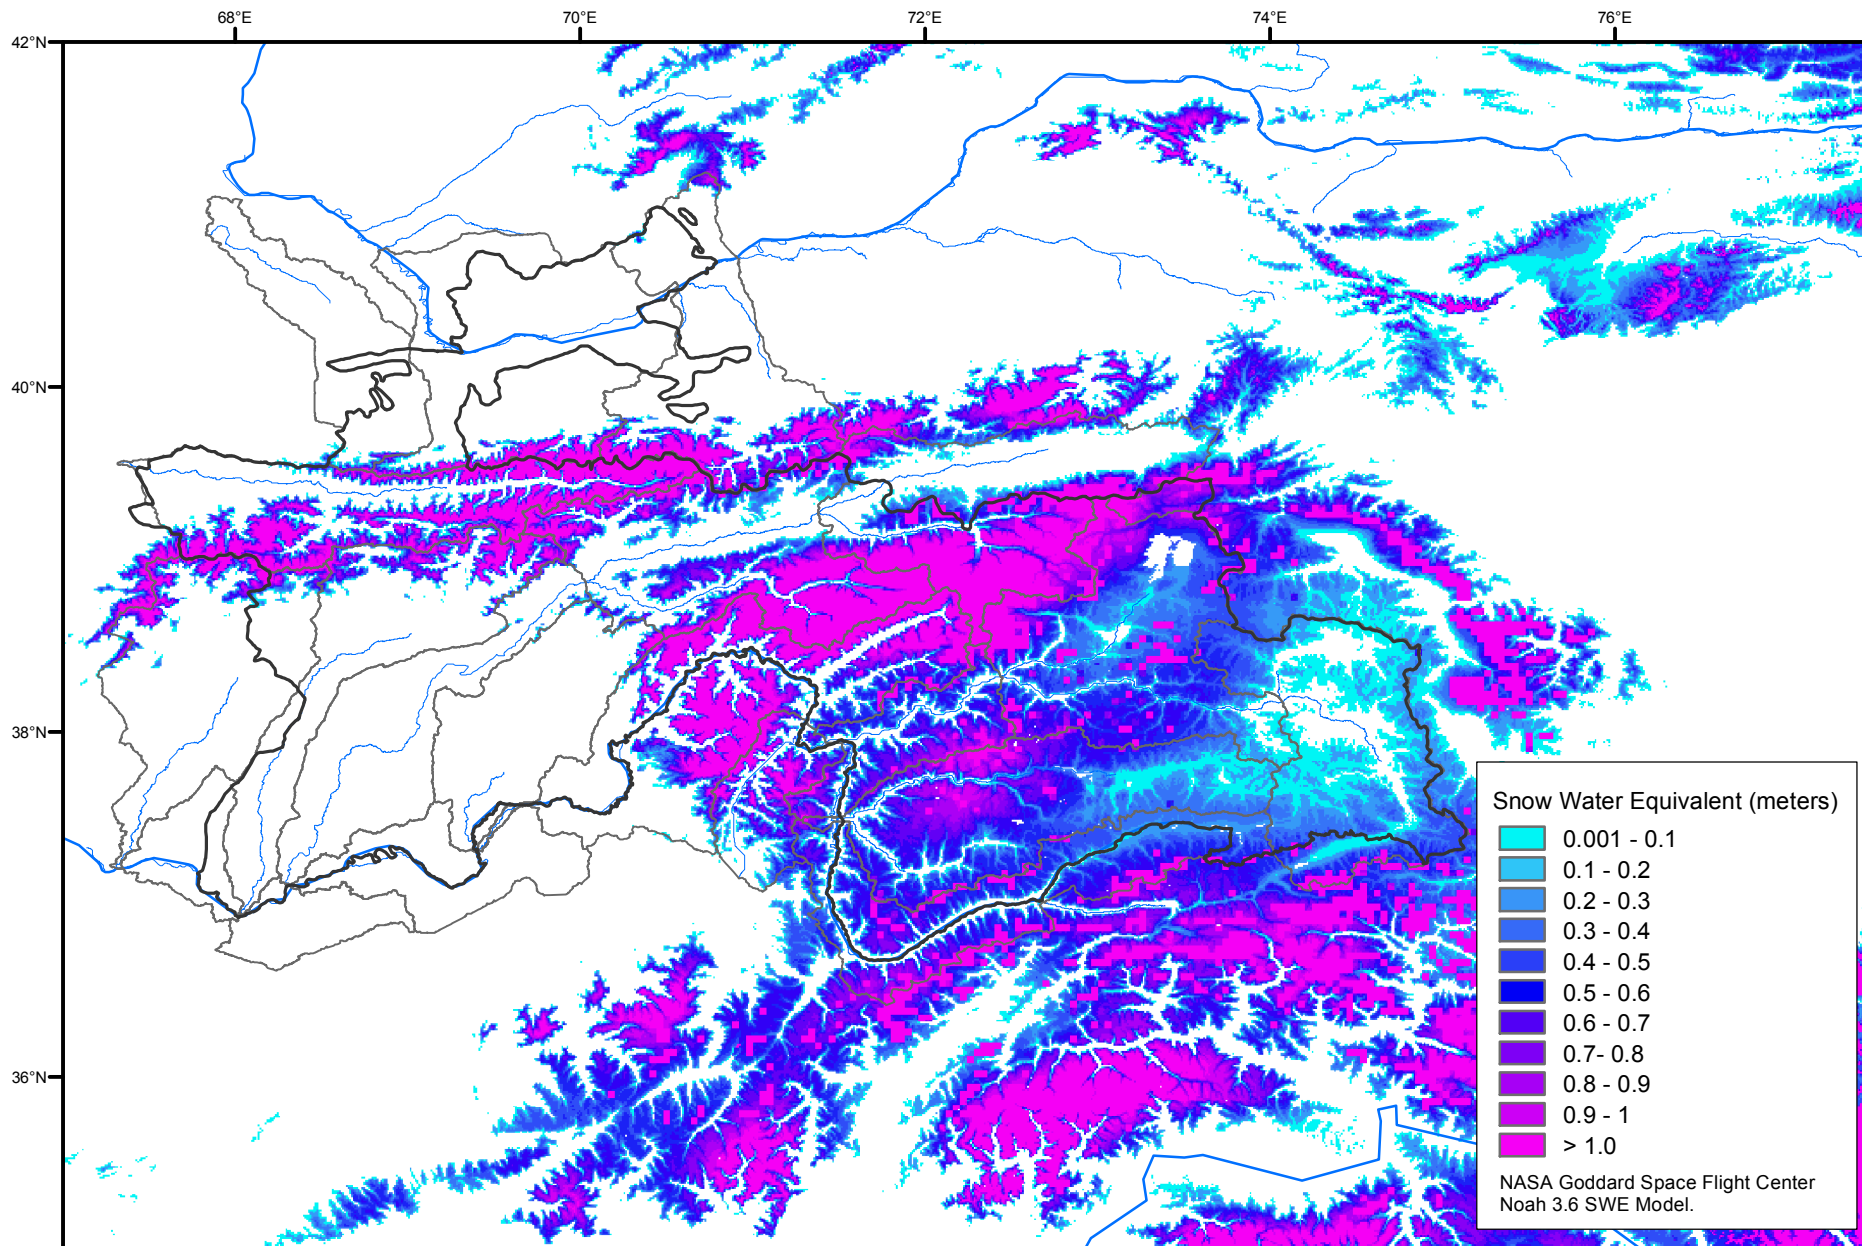 68°E
70°E
72°E
74°E
76°E
42°N
40°N
38°N
36°N
Snow Water Equivalent (meters)
0.001 - 0.1
0.1 - 0.2
0.2 - 0.3
0.3 - 0.4
0.4 - 0.5
0.5 - 0.6
0.6 - 0.7
0.7- 0.8
0.8 - 0.9
0.9 - 1
> 1.0
NASA Goddard Space Flight Center
Noah 3.6 SWE Model.